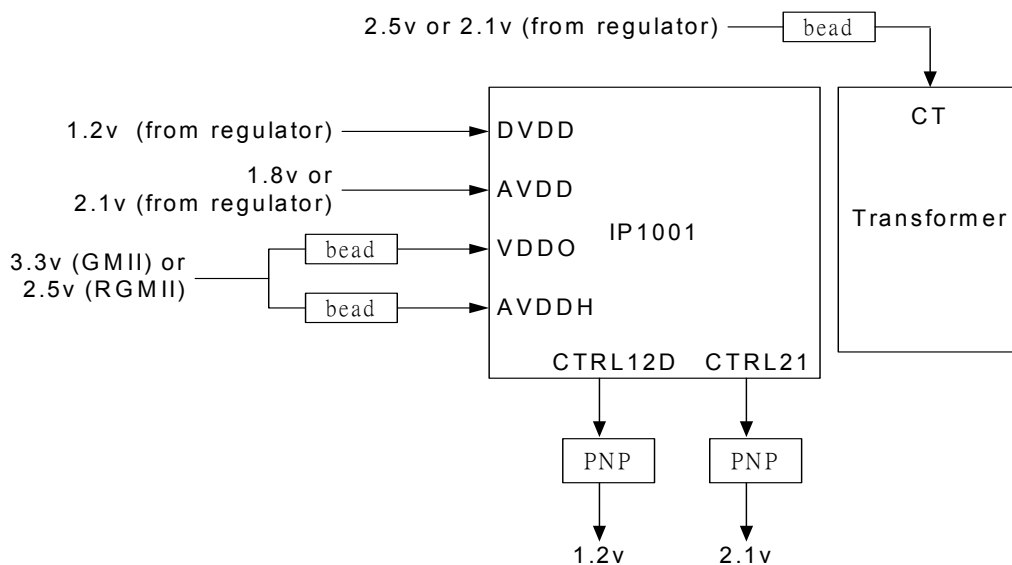 2.5v or 2.1v (from regulator)
bead
CT
1.2v (from regulator)
DVDD
1.8v or
2.1v (from regulator)
AVDD
IP1001
Transformer
3.3v (GMII) or
2.5v (RGMII)
bead
VDDO
bead
AVDDH
CTRL12D
CTRL21
PNP
PNP
1.2v
2.1v